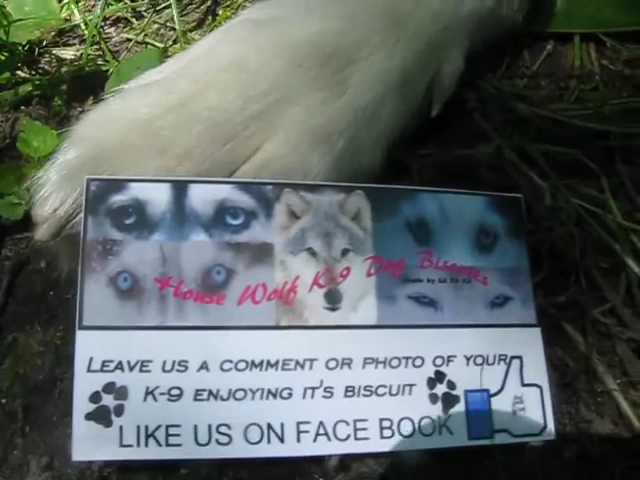 House Wolf K-9 Dog Biscuits
LEAVE US A COMMENT OR PHOTO OF YOUR
K-9 ENJOYING IT'S BISCUIT
LIKE US ON FACE BOOK